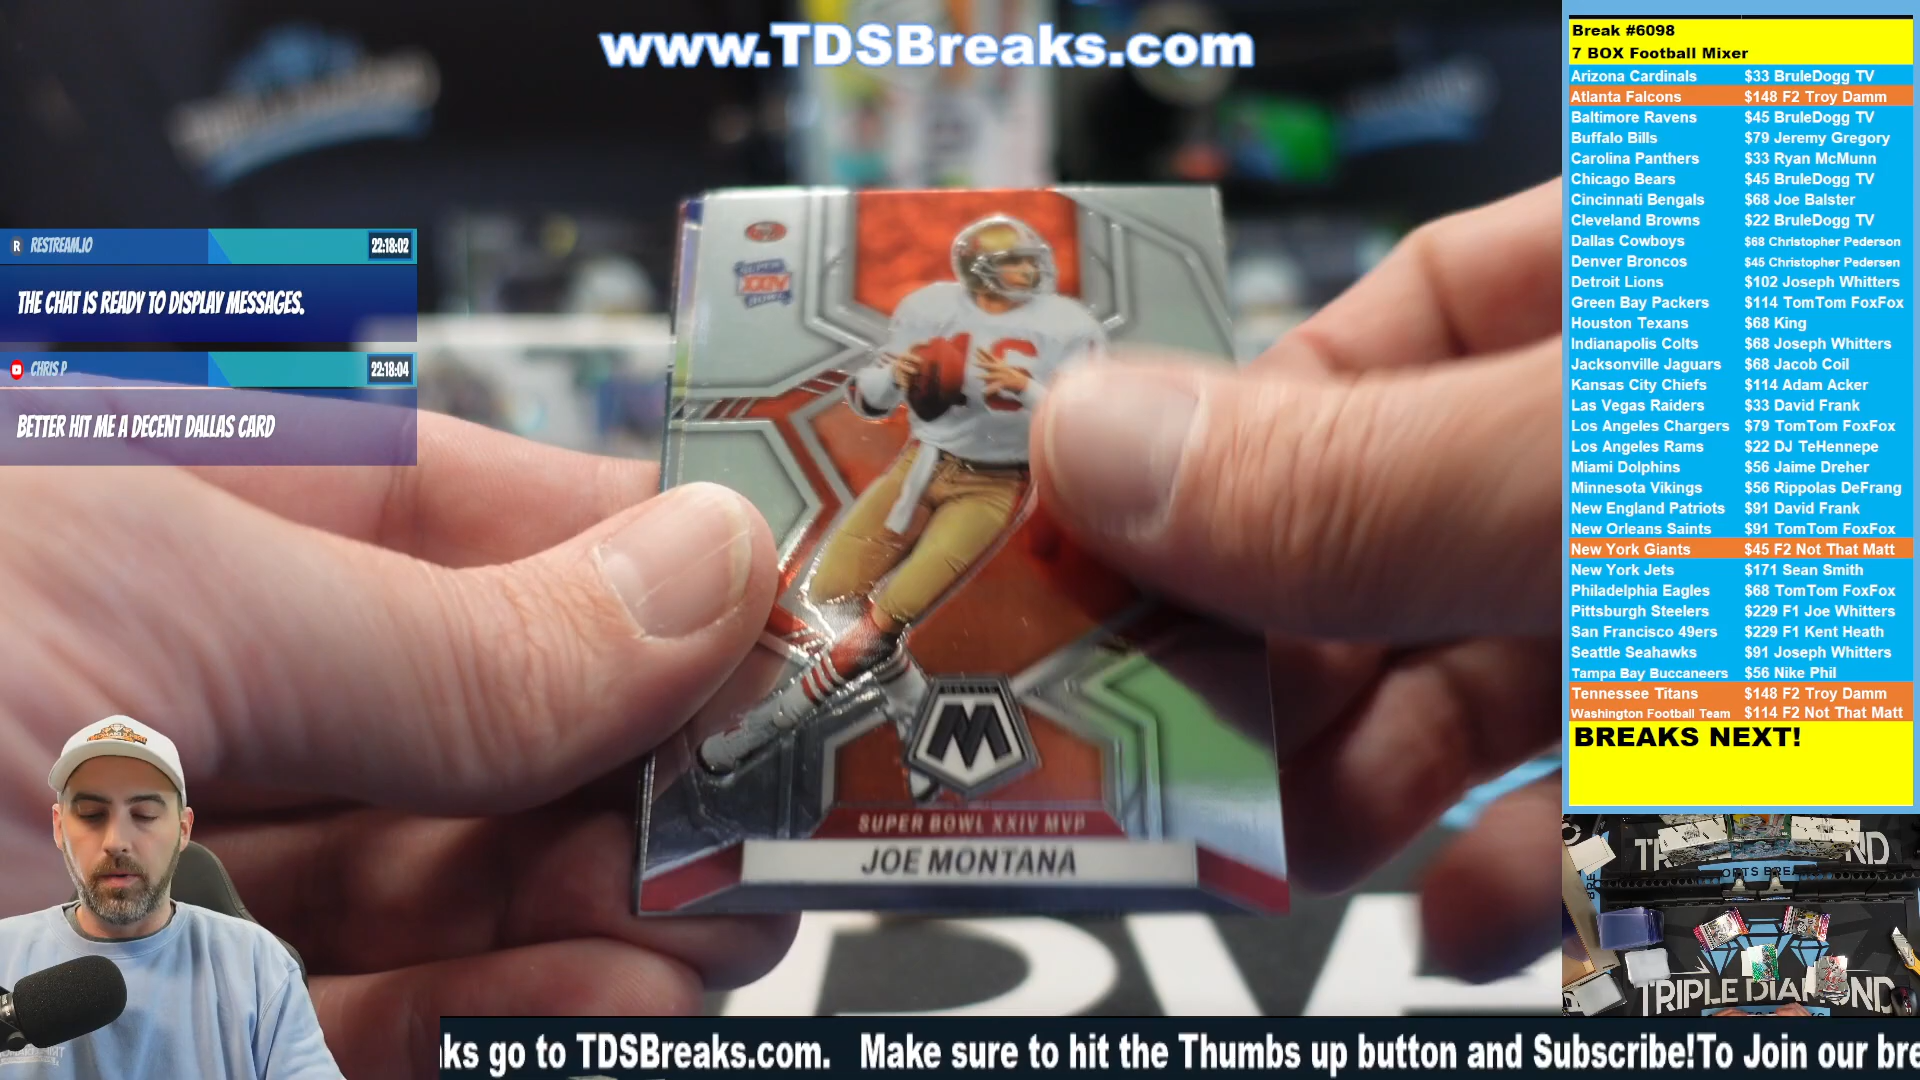 www.TDSBreaks.com
RESTREAM.IO 22:18:02
THE CHAT IS READY TO DISPLAY MESSAGES.
CHRIS P 22:18:04
BETTER HIT ME A DECENT DALLAS CARD
SUPER
XXIV
BOWL
16
MOSAIC
M
SUPER BOWL XXIV MVP
JOE MONTANA
Break #6098
7 BOX Football Mixer
Arizona Cardinals $33 BruleDogg TV
Atlanta Falcons $148 F2 Troy Damm
Baltimore Ravens $45 BruleDogg TV
Buffalo Bills $79 Jeremy Gregory
Carolina Panthers $33 Ryan McMunn
Chicago Bears $45 BruleDogg TV
Cincinnati Bengals $68 Joe Balster
Cleveland Browns $22 BruleDogg TV
Dallas Cowboys $68 Christopher Pederson
Denver Broncos $45 Christopher Pedersen
Detroit Lions $102 Joseph Whitters
Green Bay Packers $114 TomTom FoxFox
Houston Texans $68 King
Indianapolis Colts $68 Joseph Whitters
Jacksonville Jaguars $68 Jacob Coil
Kansas City Chiefs $114 Adam Acker
Las Vegas Raiders $33 David Frank
Los Angeles Chargers $79 TomTom FoxFox
Los Angeles Rams $22 DJ TeHennepe
Miami Dolphins $56 Jaime Dreher
Minnesota Vikings $56 Rippolas DeFrang
New England Patriots $91 David Frank
New Orleans Saints $91 TomTom FoxFox
New York Giants $45 F2 Not That Matt
New York Jets $171 Sean Smith
Philadelphia Eagles $68 TomTom FoxFox
Pittsburgh Steelers $229 F1 Joe Whitters
San Francisco 49ers $229 F1 Kent Heath
Seattle Seahawks $91 Joseph Whitters
Tampa Bay Buccaneers $56 Nike Phil
Tennessee Titans $148 F2 Troy Damm
Washington Football Team $114 F2 Not That Matt
BREAKS NEXT!
TRIPLE DIAMOND
ks go to TDSBreaks.com. Make sure to hit the Thumbs up button and Subscribe!To Join our bre